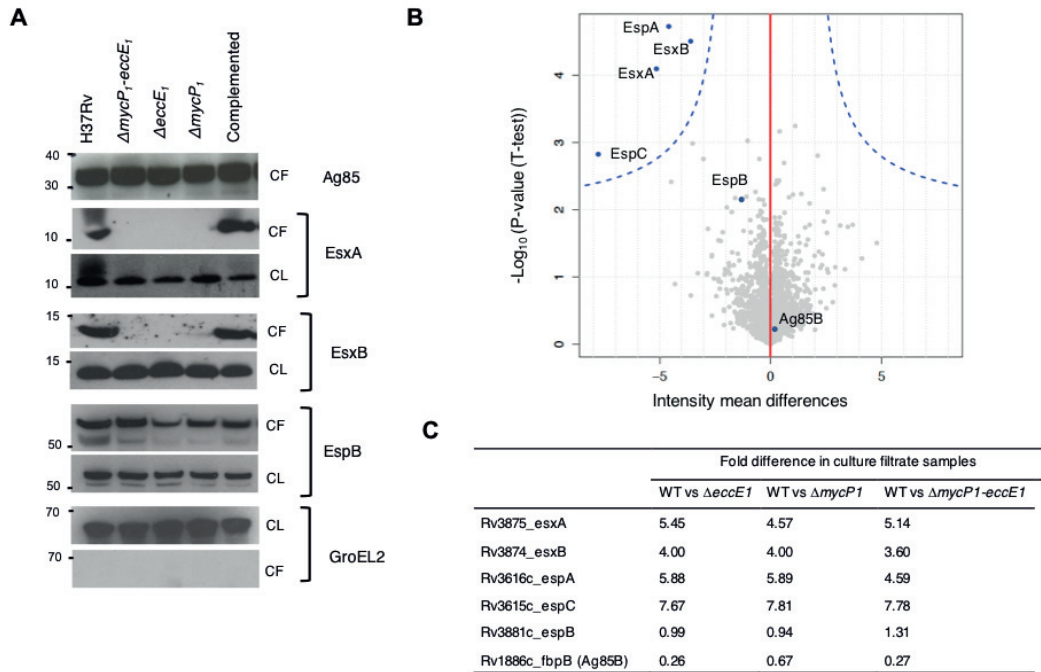 A
H37Rv
ΔmycP1-eccE1
ΔeccE1
ΔmycP1
Complemented
40
30
CF
Ag85
10
CF
EsxA
10
CL
15
CF
EsxB
15
CL
50
CF
EspB
50
CL
70
CL
GroEL2
70
CF
B
-Log10 (P-value (T-test))
4
3
2
1
0
EspA
EsxB
EsxA
EspC
EspB
Ag85B
−5
0
5
Intensity mean differences
C
Fold difference in culture filtrate samples
WT vs ΔeccE1 WT vs ΔmycP1 WT vs ΔmycP1-eccE1
Rv3875_esxA 5.45 4.57 5.14
Rv3874_esxB 4.00 4.00 3.60
Rv3616c_espA 5.88 5.89 4.59
Rv3615c_espC 7.67 7.81 7.78
Rv3881c_espB 0.99 0.94 1.31
Rv1886c_fbpB (Ag85B) 0.26 0.67 0.27